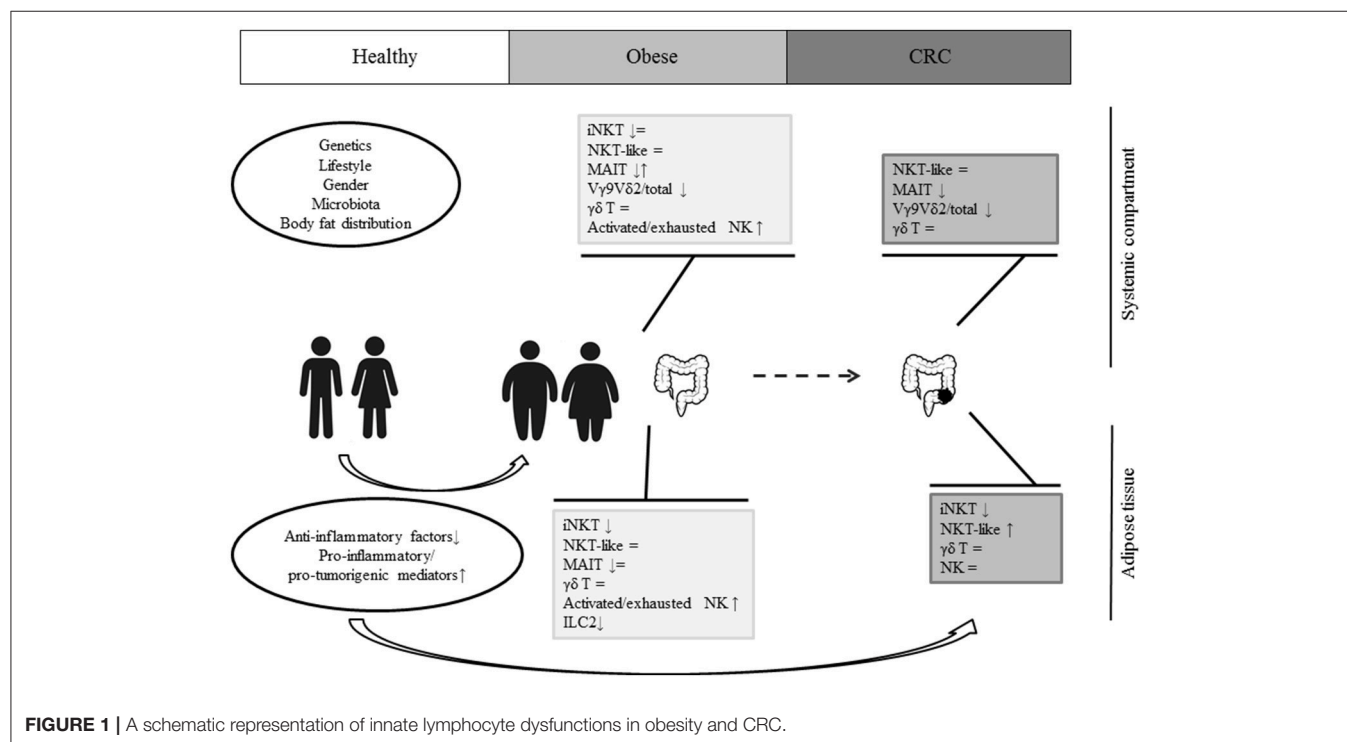 Healthy
Obese
CRC
Genetics
Lifestyle
Gender
Microbiota
Body fat distribution
iNKT ↓=
NKT-like =
MAIT ↓↑
Vγ9Vδ2/total ↓
γδ T =
Activated/exhausted NK ↑
NKT-like =
MAIT ↓
Vγ9Vδ2/total ↓
γδ T =
Systemic compartment
Anti-inflammatory factors↓
Pro-inflammatory/
pro-tumorigenic mediators↑
iNKT ↓
NKT-like =
MAIT ↓=
γδ T =
Activated/exhausted NK ↑
ILC2↓
iNKT ↓
NKT-like ↑
γδ T =
NK =
Adipose tissue
FIGURE 1 | A schematic representation of innate lymphocyte dysfunctions in obesity and CRC.